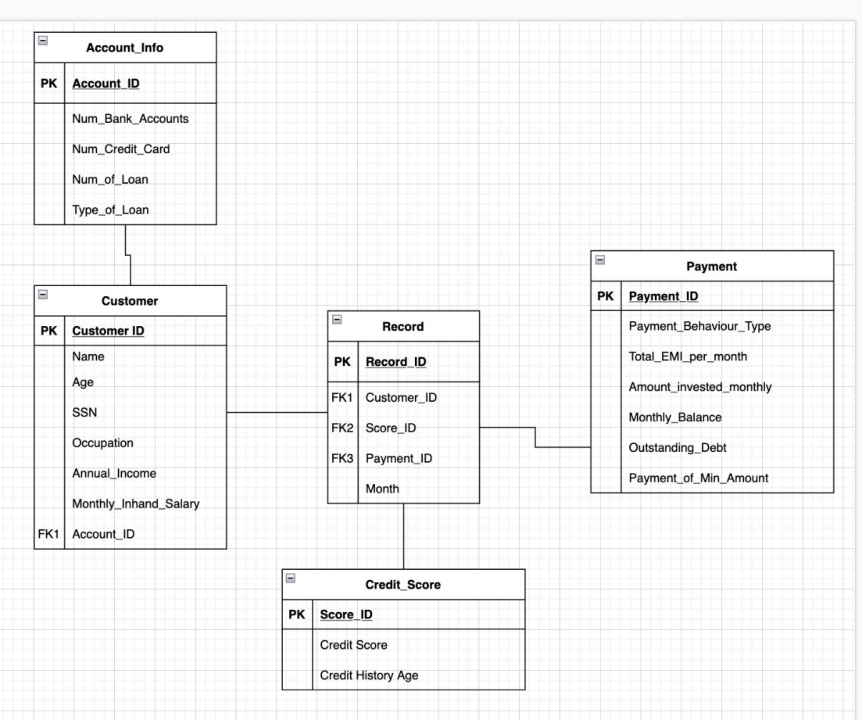 Account_Info
PK Account_ID
Num_Bank_Accounts
Num_Credit_Card
Num_of_Loan
Type_of_Loan
Customer
PK Customer ID
Name
Age
SSN
Occupation
Annual_Income
Monthly_Inhand_Salary
FK1 Account_ID
Record
PK Record_ID
FK1 Customer_ID
FK2 Score_ID
FK3 Payment_ID
Month
Payment
PK Payment_ID
Payment_Behaviour_Type
Total_EMI_per_month
Amount_invested_monthly
Monthly_Balance
Outstanding_Debt
Payment_of_Min_Amount
Credit_Score
PK Score_ID
Credit Score
Credit History Age